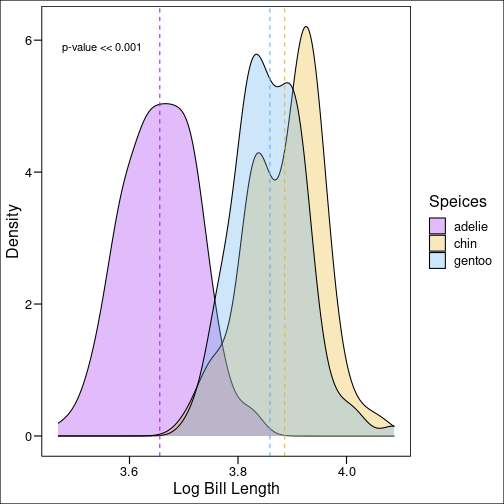 p-value << 0.001
6
4
2
0
Density
3.6
3.8
4.0
Log Bill Length
Speices
adelie
chin
gentoo